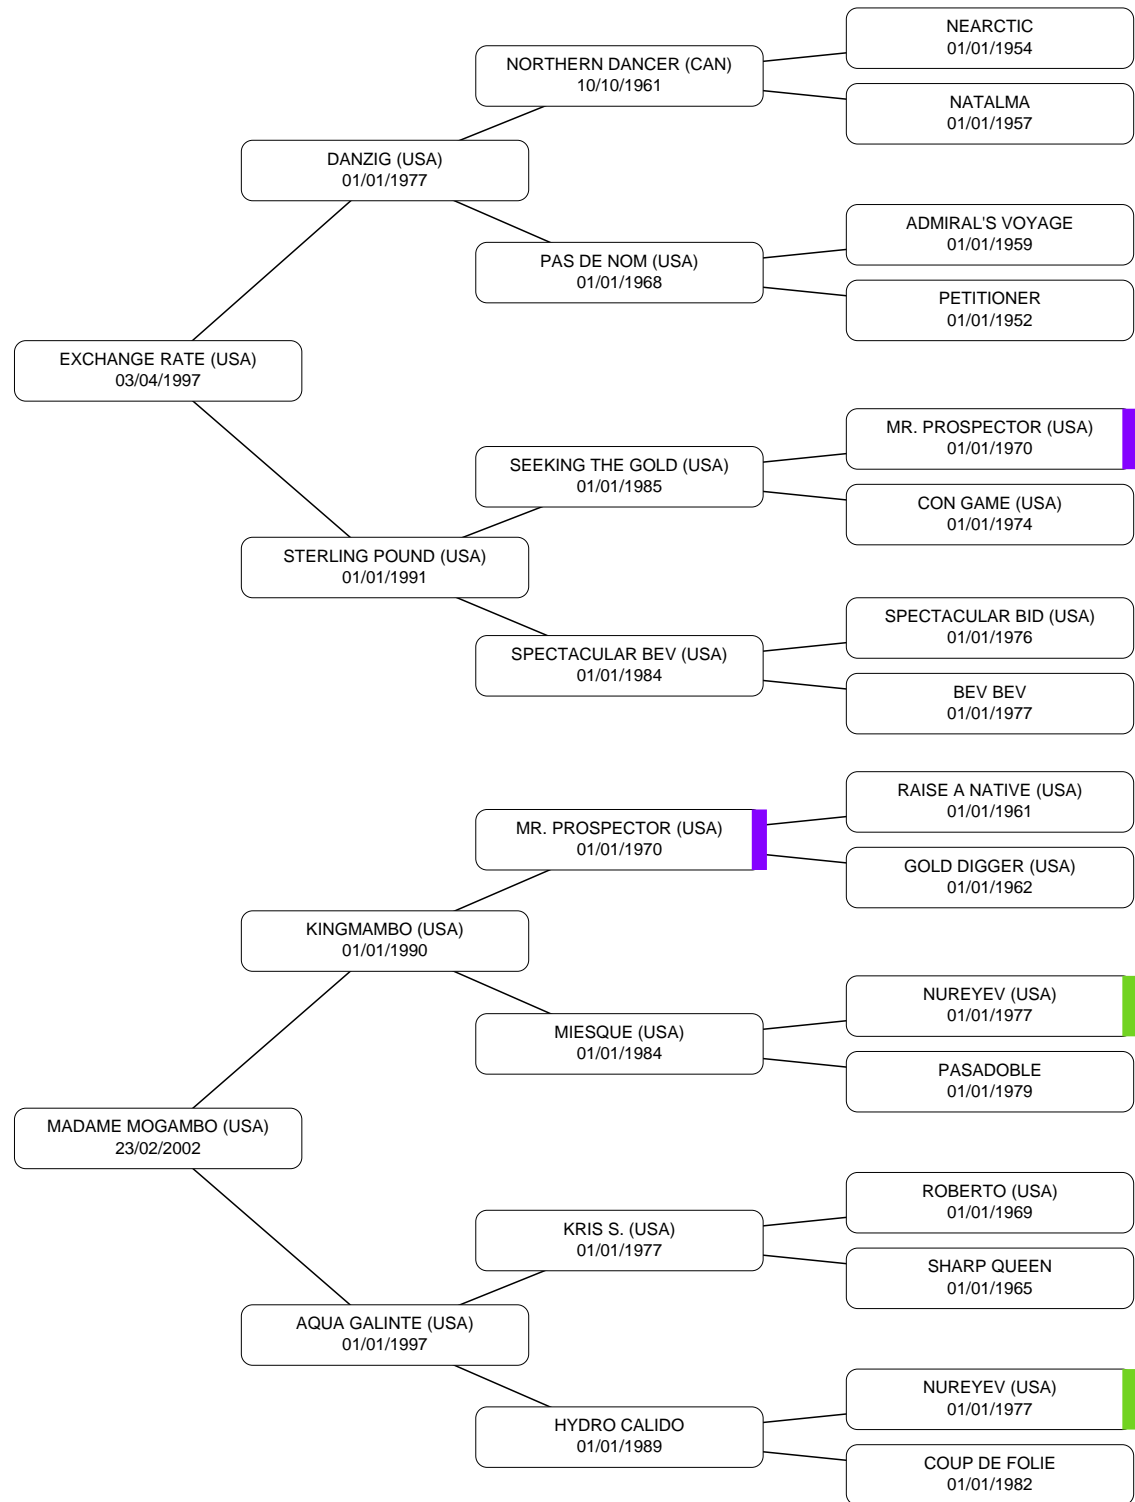 NEARCTIC
01/01/1954
NORTHERN DANCER (CAN)
10/10/1961
NATALMA
01/01/1957
DANZIG (USA)
01/01/1977
ADMIRAL'S VOYAGE
01/01/1959
PAS DE NOM (USA)
01/01/1968
PETITIONER
01/01/1952
EXCHANGE RATE (USA)
03/04/1997
MR. PROSPECTOR (USA)
01/01/1970
SEEKING THE GOLD (USA)
01/01/1985
CON GAME (USA)
01/01/1974
STERLING POUND (USA)
01/01/1991
SPECTACULAR BID (USA)
01/01/1976
SPECTACULAR BEV (USA)
01/01/1984
BEV BEV
01/01/1977
RAISE A NATIVE (USA)
01/01/1961
MR. PROSPECTOR (USA)
01/01/1970
GOLD DIGGER (USA)
01/01/1962
KINGMAMBO (USA)
01/01/1990
NUREYEV (USA)
01/01/1977
MIESQUE (USA)
01/01/1984
PASADOBLE
01/01/1979
MADAME MOGAMBO (USA)
23/02/2002
ROBERTO (USA)
01/01/1969
KRIS S. (USA)
01/01/1977
SHARP QUEEN
01/01/1965
AQUA GALINTE (USA)
01/01/1997
NUREYEV (USA)
01/01/1977
HYDRO CALIDO
01/01/1989
COUP DE FOLIE
01/01/1982